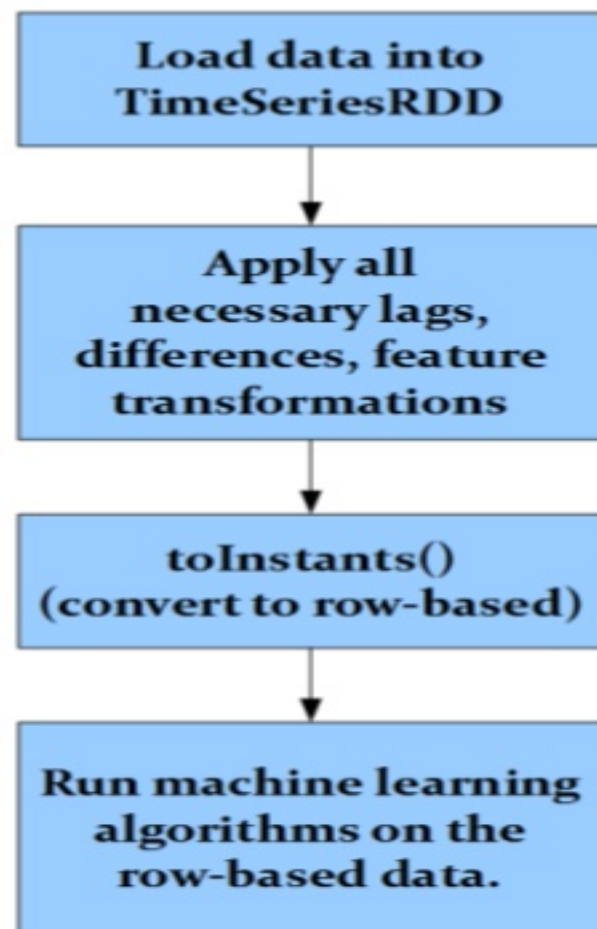 Load data into
TimeSeriesRDD
Apply all
necessary lags,
differences, feature
transformations
toInstants()
(convert to row-based)
Run machine learning
algorithms on the
row-based data.